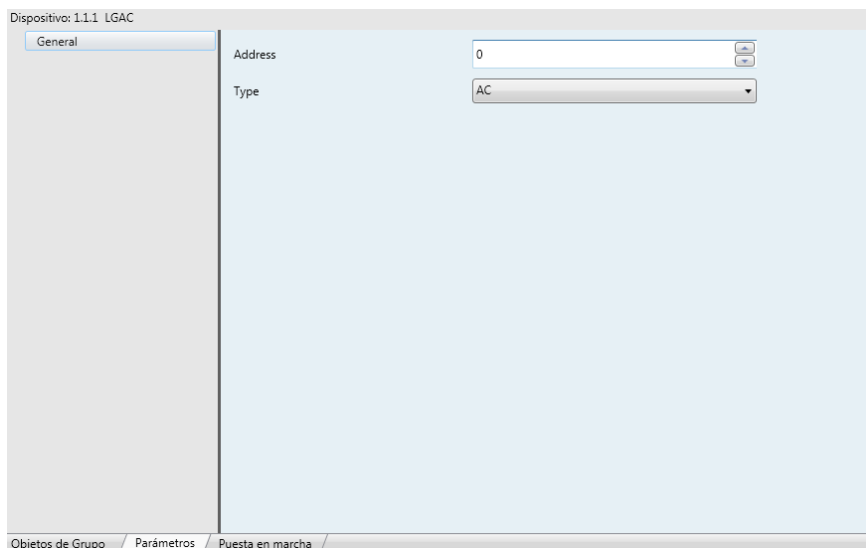 Dispositivo: 1.1.1 LGAC
General
Address 0
Type AC
Objetos de Grupo Parámetros Puesta en marcha